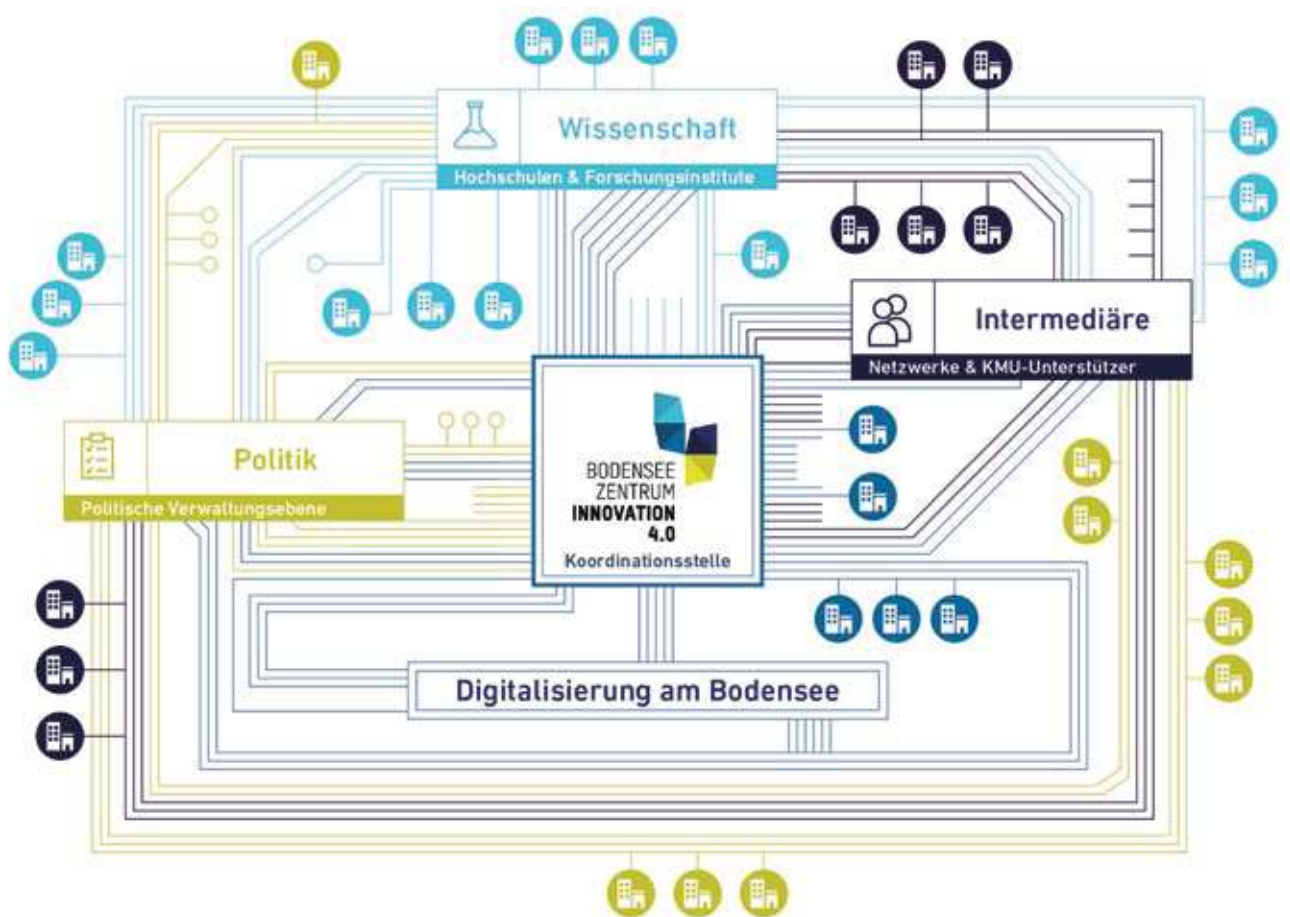 Wissenschaft
Hochschulen & Forschungsinstitute
Intermediäre
Netzwerke & KMU-Unterstützer
Politik
Politische Verwaltungsebene
BODENSEE
ZENTRUM
INNOVATION
4.0
Koordinationsstelle
Digitalisierung am Bodensee